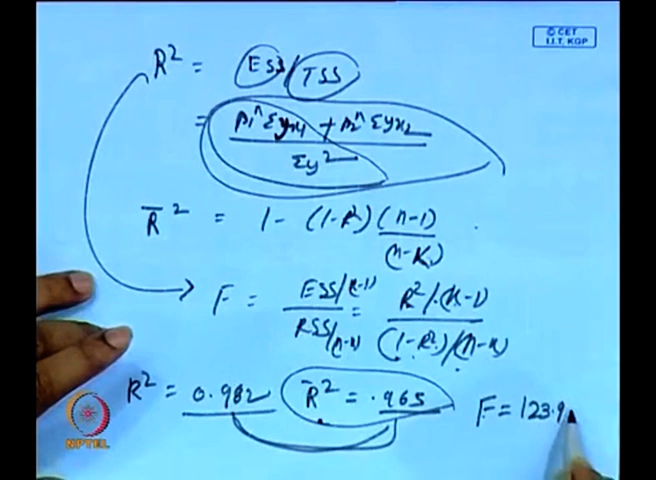 © CET
I.I.T. KGP
R² = ESS/TSS
= β₁^ Σyx₁ + β₂^ Σyx₂ / Σy²
R̄² = 1 - (1-R²) (n-1) / (n-K)
F = ESS/(k-1) / RSS/(n-k) = R²/(k-1) / (1-R²)/(n-k)
R² = 0.982 R̄² = .965 F = 123.9
NPTEL